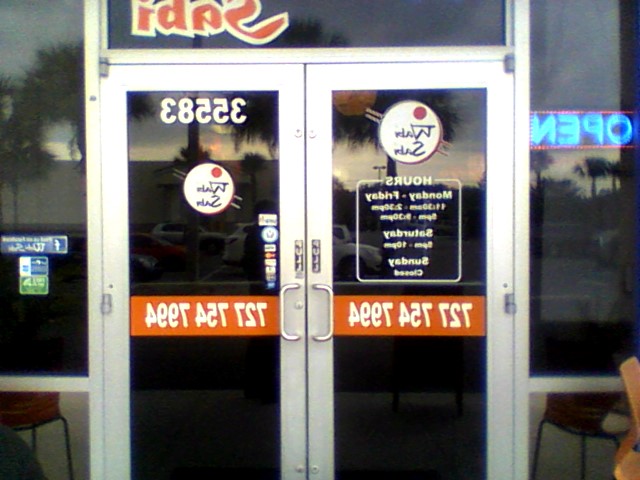 Sabi
35583
OPEN
Wabi
Sabi
Wabi
Sabi
HOURS
Monday - Friday
11:30am - 2:30pm
5pm - 9:30pm
Saturday
5pm - 10pm
Sunday
Closed
727 754 7994
727 754 7994